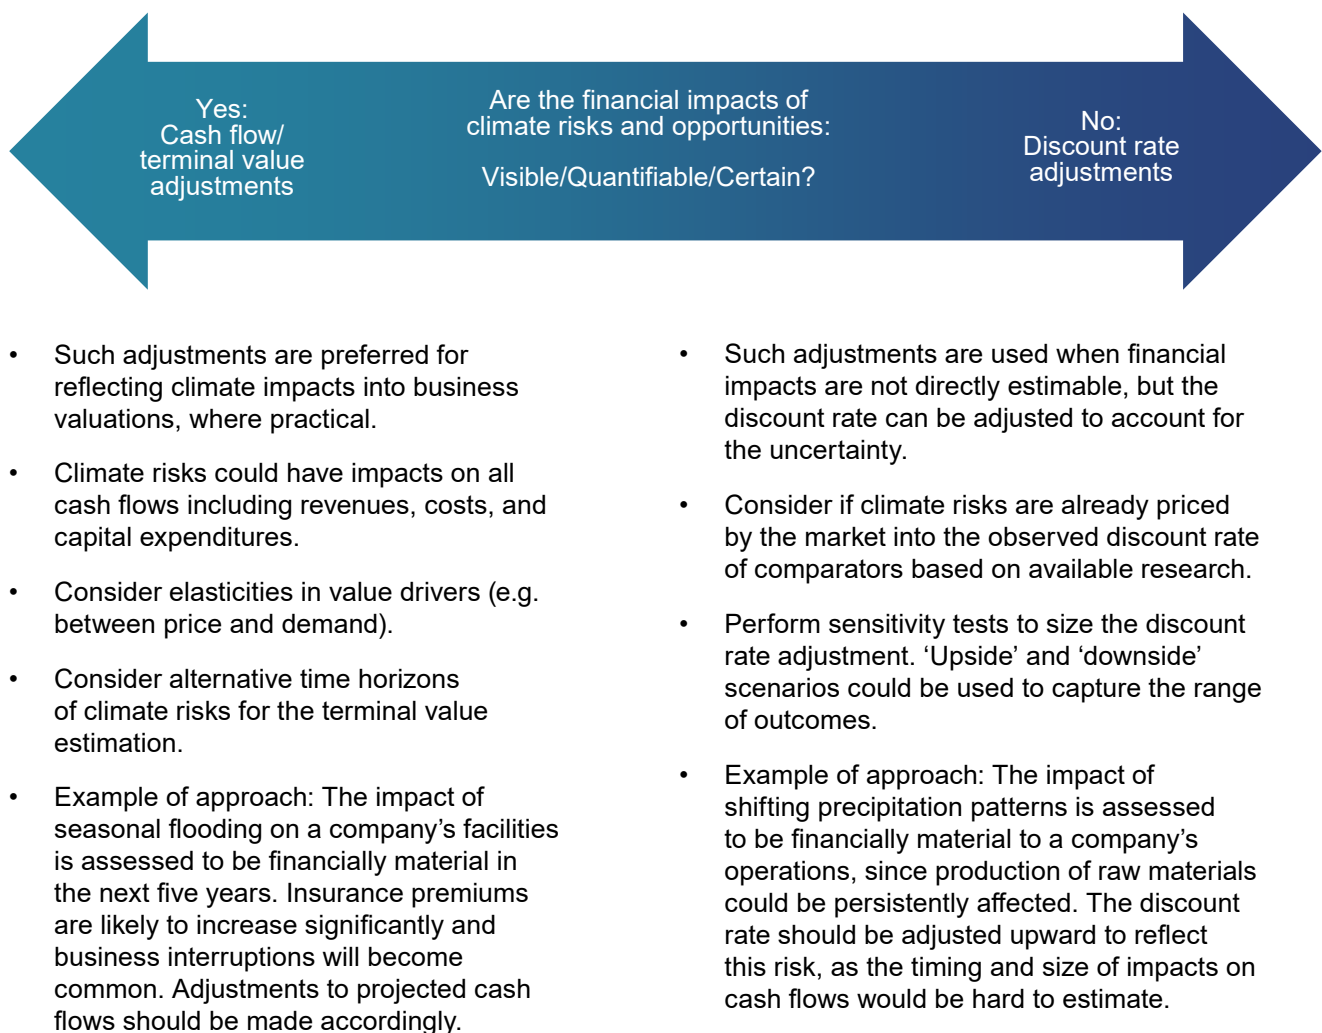 Yes:
Cash flow/
terminal value
adjustments
Are the financial impacts of
climate risks and opportunities:
Visible/Quantifiable/Certain?
No:
Discount rate
adjustments
• Such adjustments are preferred for
reflecting climate impacts into business
valuations, where practical.
• Climate risks could have impacts on all
cash flows including revenues, costs, and
capital expenditures.
• Consider elasticities in value drivers (e.g.
between price and demand).
• Consider alternative time horizons
of climate risks for the terminal value
estimation.
• Example of approach: The impact of
seasonal flooding on a company’s facilities
is assessed to be financially material in
the next five years. Insurance premiums
are likely to increase significantly and
business interruptions will become
common. Adjustments to projected cash
flows should be made accordingly.
• Such adjustments are used when financial
impacts are not directly estimable, but the
discount rate can be adjusted to account for
the uncertainty.
• Consider if climate risks are already priced
by the market into the observed discount rate
of comparators based on available research.
• Perform sensitivity tests to size the discount
rate adjustment. ‘Upside’ and ‘downside’
scenarios could be used to capture the range
of outcomes.
• Example of approach: The impact of
shifting precipitation patterns is assessed
to be financially material to a company’s
operations, since production of raw materials
could be persistently affected. The discount
rate should be adjusted upward to reflect
this risk, as the timing and size of impacts on
cash flows would be hard to estimate.